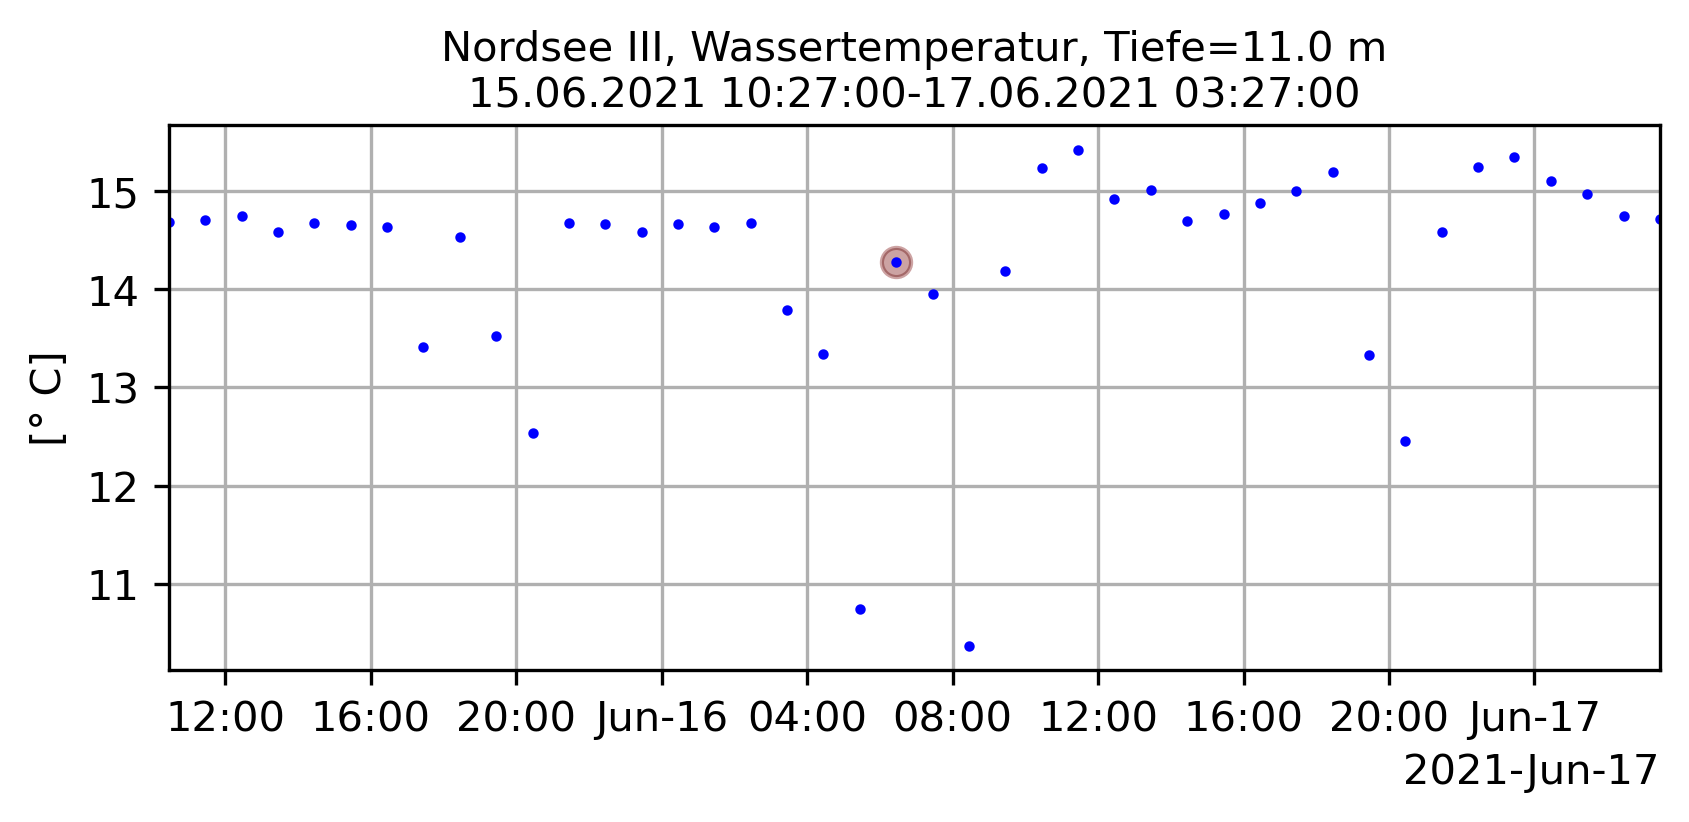 Nordsee III, Wassertemperatur, Tiefe=11.0 m
15.06.2021 10:27:00-17.06.2021 03:27:00
[° C]
15
14
13
12
11
12:00 16:00 20:00 Jun-16 04:00 08:00 12:00 16:00 20:00 Jun-17
2021-Jun-17